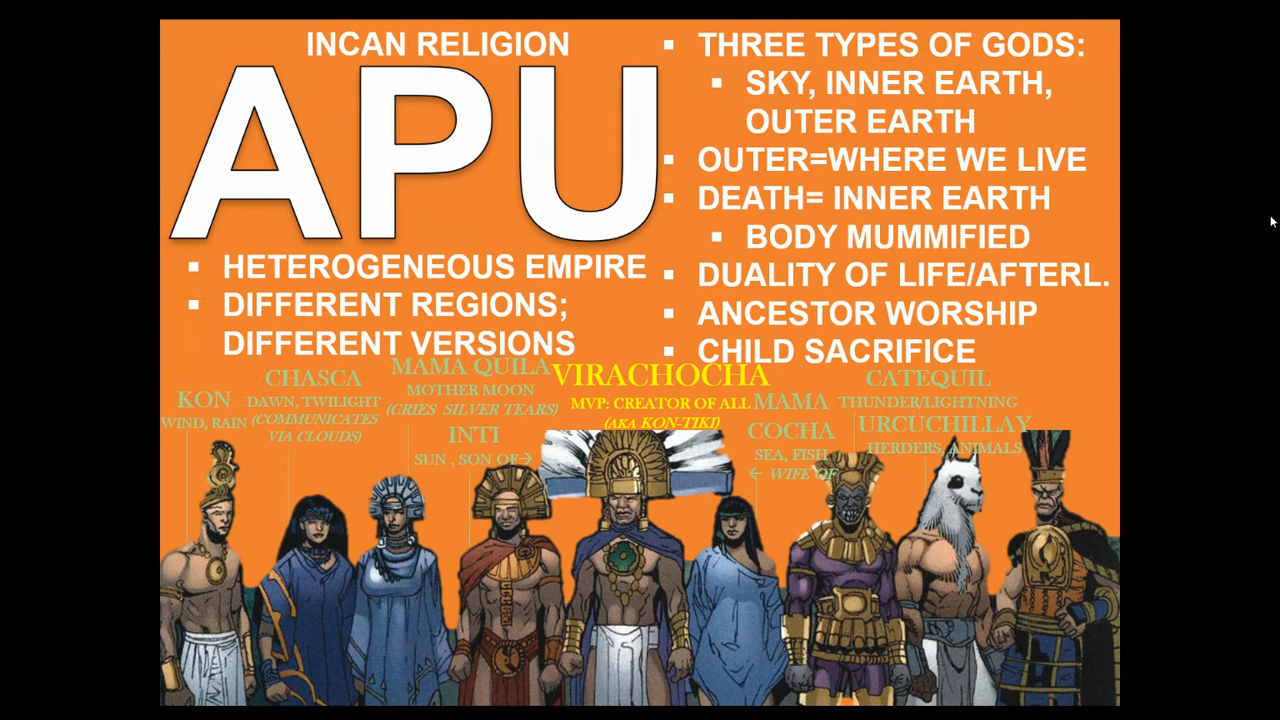 INCAN RELIGION
APU
▪ HETEROGENEOUS EMPIRE
▪ DIFFERENT REGIONS;
DIFFERENT VERSIONS
▪ THREE TYPES OF GODS:
▪ SKY, INNER EARTH,
OUTER EARTH
▪ OUTER=WHERE WE LIVE
▪ DEATH= INNER EARTH
▪ BODY MUMMIFIED
▪ DUALITY OF LIFE/AFTERL.
▪ ANCESTOR WORSHIP
▪ CHILD SACRIFICE
KON
WIND, RAIN
CHASCA
DAWN, TWILIGHT
(COMMUNICATES
VIA CLOUDS)
MAMA QUILA
MOTHER MOON
(CRIES SILVER TEARS)
INTI
SUN , SON OF→
VIRACHOCHA
MVP: CREATOR OF ALL
(AKA KON-TIKI)
MAMA
COCHA
SEA, FISH
← WIFE OF
CATEQUIL
THUNDER/LIGHTNING
URCUCHILLAY
HERDERS, ANIMALS